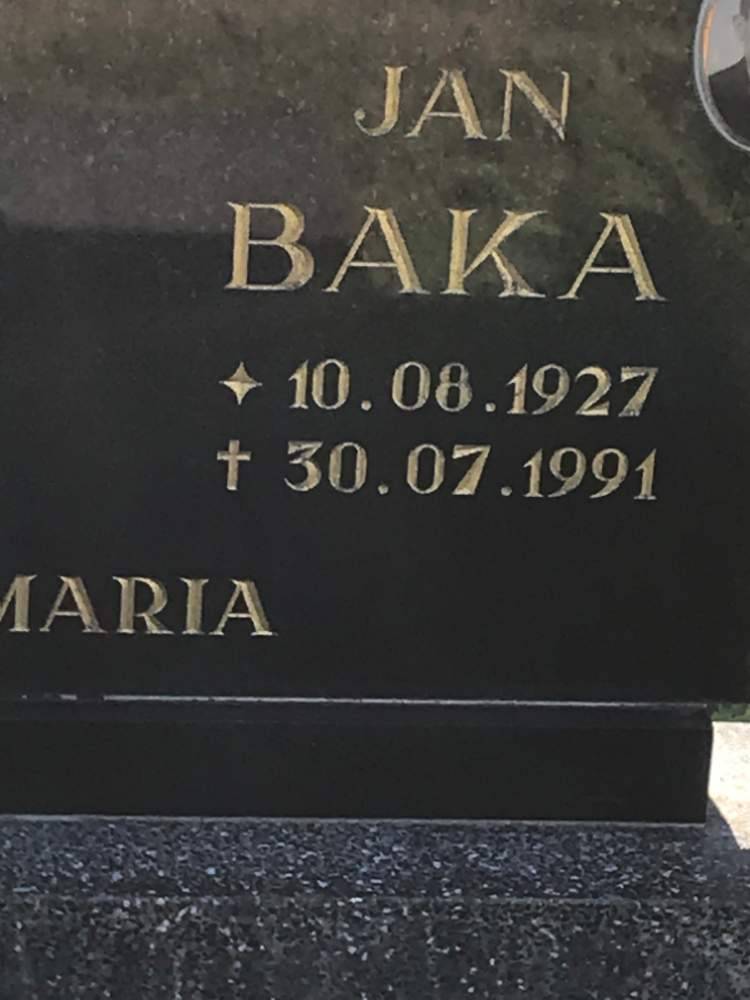 JAN
BAKA
✦ 10.08.1927
† 30.07.1991
MARIA